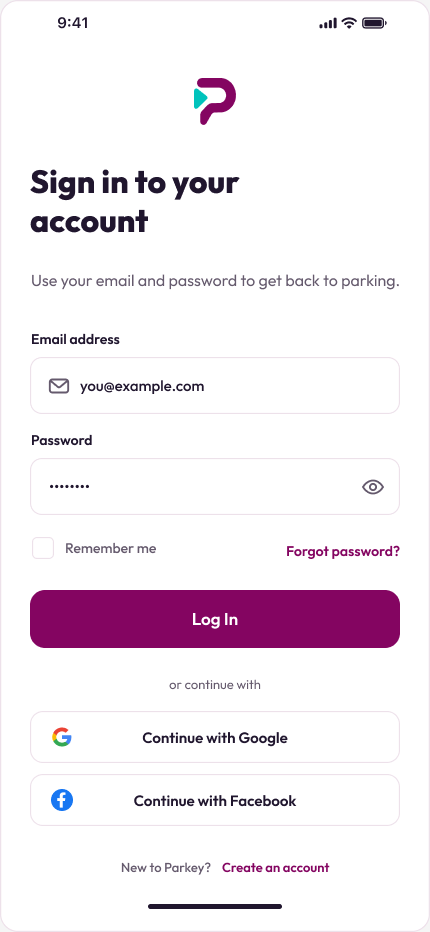 9:41
Sign in to your
account
Use your email and password to get back to parking.
Email address
you@example.com
Password
••••••••
Remember me
Forgot password?
Log In
or continue with
Continue with Google
Continue with Facebook
New to Parkey? Create an account